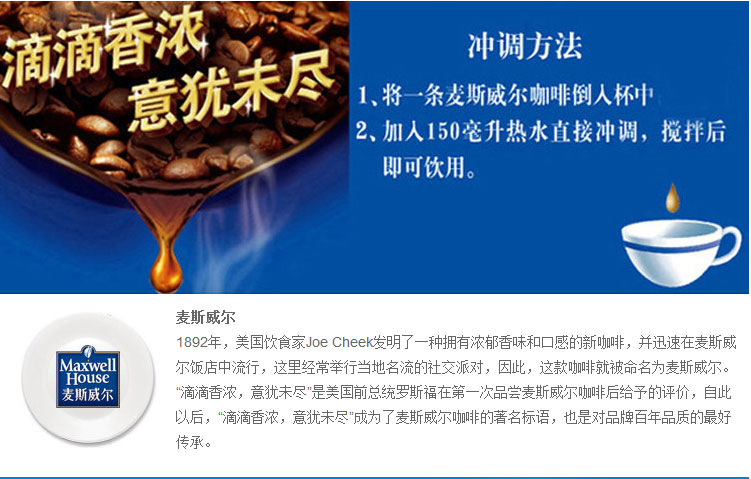 滴滴香浓
意犹未尽
冲调方法
1、将一条麦斯威尔咖啡倒入杯中
2、加入150毫升热水直接冲调，搅拌后
即可饮用。
Maxwell
House
麦斯威尔
麦斯威尔
1892年，美国饮食家Joe Cheek发明了一种拥有浓郁香味和口感的新咖啡，并迅速在麦斯威
尔饭店中流行，这里经常举行当地名流的社交派对，因此，这款咖啡就被命名为麦斯威尔。
“滴滴香浓，意犹未尽”是美国前总统罗斯福在第一次品尝麦斯威尔咖啡后给予的评价，自此
以后，“滴滴香浓，意犹未尽”成为了麦斯威尔咖啡的著名标语，也是对品牌百年品质的最好
传承。